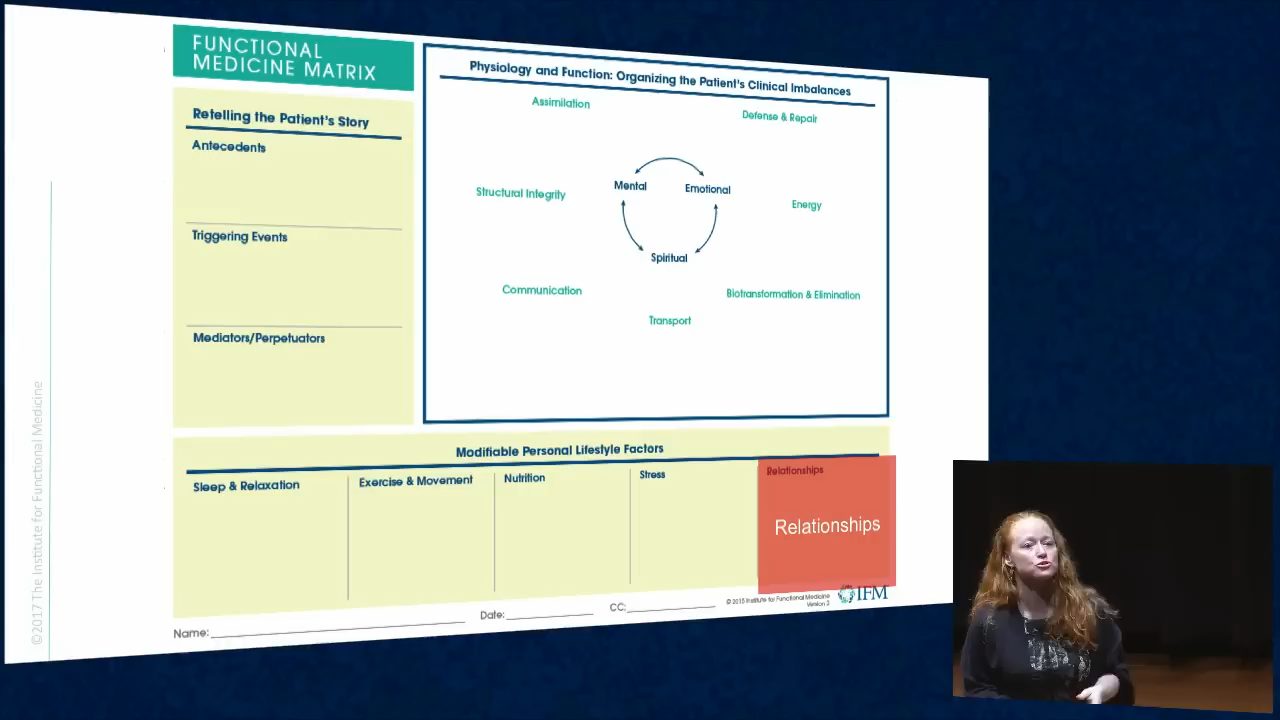 FUNCTIONAL
MEDICINE MATRIX
Retelling the Patient's Story
Antecedents
Triggering Events
Mediators/Perpetuators
Physiology and Function: Organizing the Patient's Clinical Imbalances
Assimilation
Defense & Repair
Structural Integrity
Mental
Emotional
Energy
Spiritual
Communication
Biotransformation & Elimination
Transport
Modifiable Personal Lifestyle Factors
Sleep & Relaxation
Exercise & Movement
Nutrition
Stress
Relationships
Relationships
Name:
Date:
CC:
© 2015 Institute for Functional Medicine
Version 2
IFM
©2017 The Institute for Functional Medicine